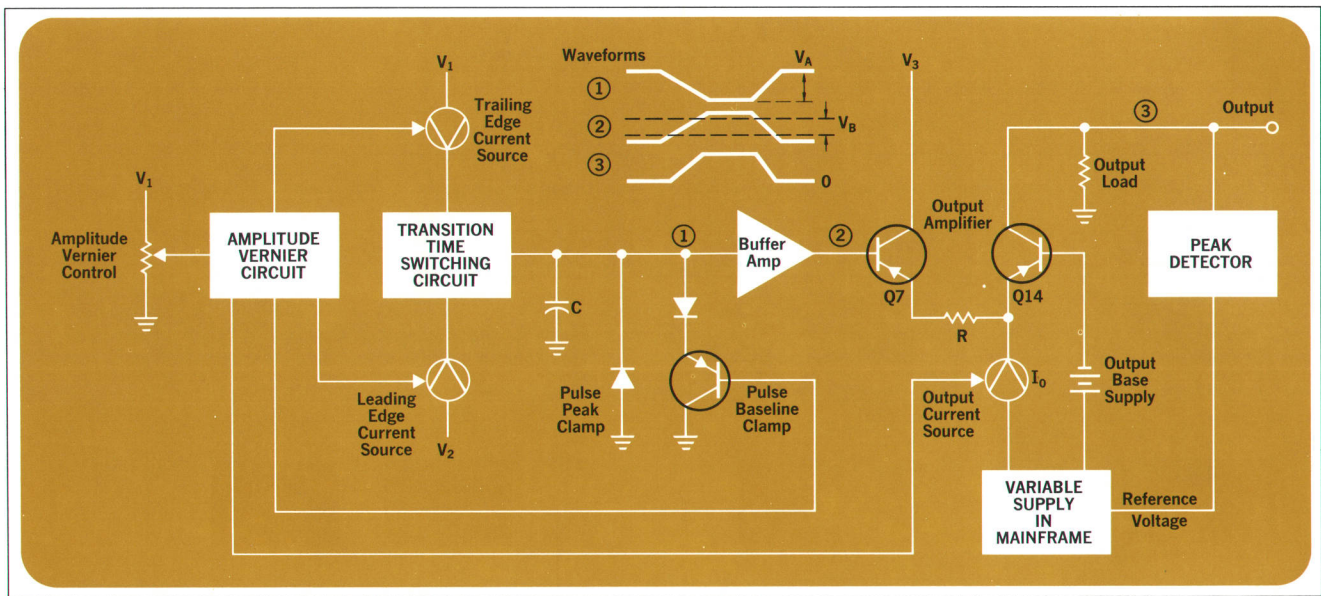 Waveforms
V₁
V_A
V₃
①
Trailing
Edge
Current
Source
②
V_B
③
Output
③
0
V₁
Output
Load
Amplitude
Vernier
Control
AMPLITUDE
VERNIER
CIRCUIT
TRANSITION
TIME
SWITCHING
CIRCUIT
①
Buffer
Amp
②
Output
Amplifier
PEAK
DETECTOR
C
Q7
Q14
R
Leading
Edge
Current
Source
V₂
Pulse
Peak
Clamp
Pulse
Baseline
Clamp
Output
Current
Source
I₀
Output
Base
Supply
VARIABLE
SUPPLY
IN
MAINFRAME
Reference
Voltage